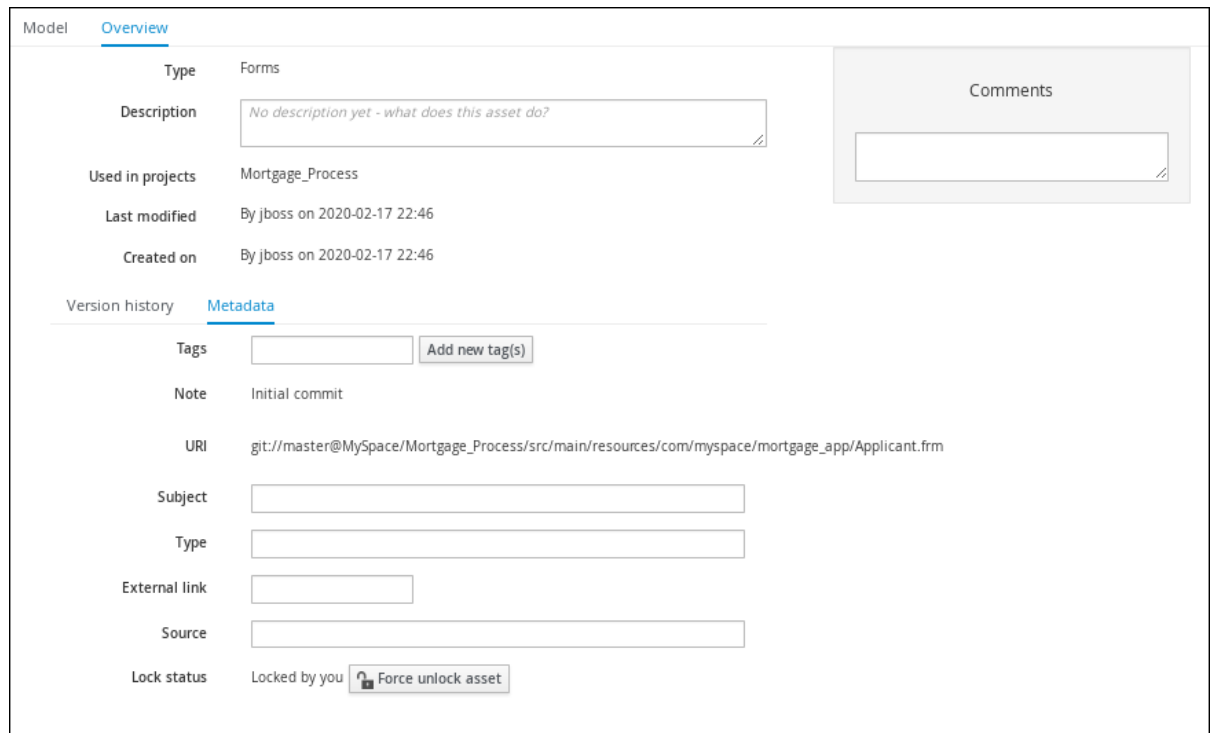 Model Overview
Type Forms
Description No description yet - what does this asset do?
Used in projects Mortgage_Process
Last modified By jboss on 2020-02-17 22:46
Created on By jboss on 2020-02-17 22:46
Comments
Version history Metadata
Tags Add new tag(s)
Note Initial commit
URI git://master@MySpace/Mortgage_Process/src/main/resources/com/myspace/mortgage_app/Applicant.frm
Subject
Type
External link
Source
Lock status Locked by you Force unlock asset